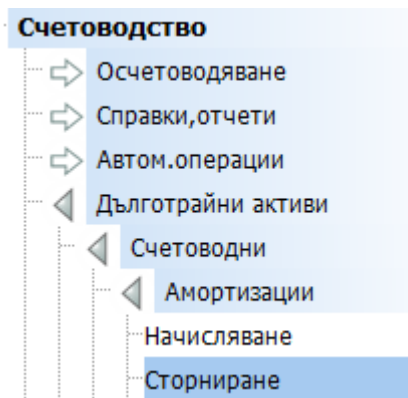 Счетоводство
Осчетоводяване
Справки,отчети
Автом.операции
Дълготрайни активи
Счетоводни
Амортизации
Начисляване
Сторниране